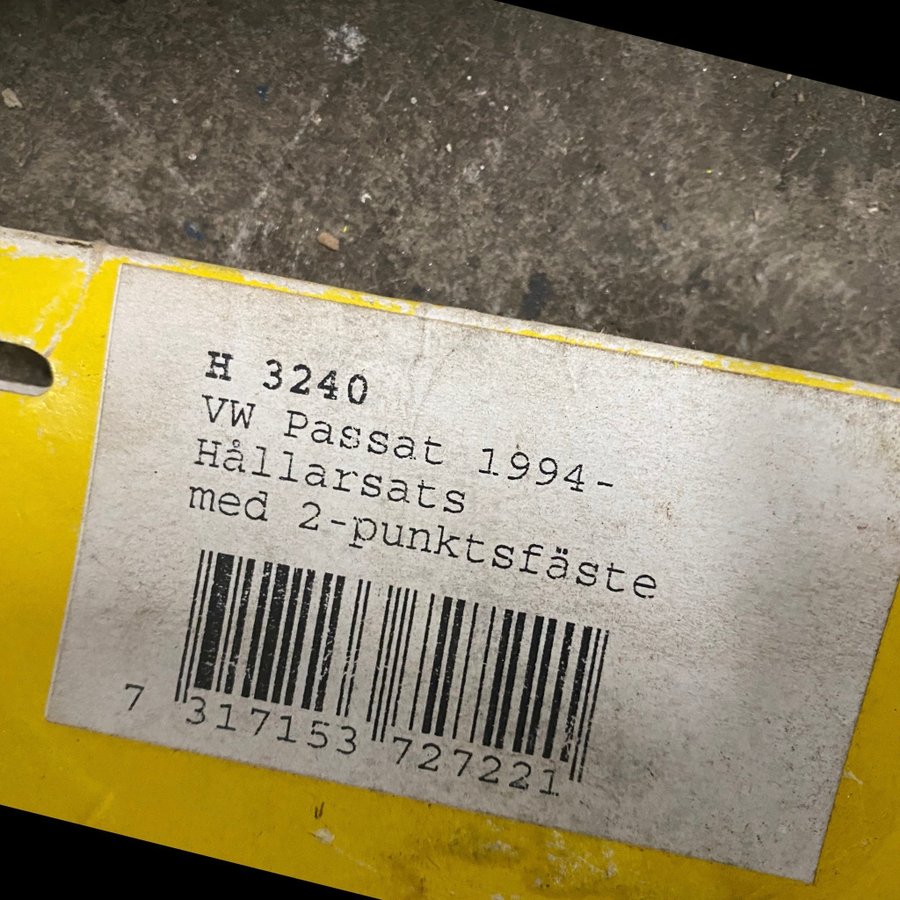 H 3240
VW Passat 1994-
Hållarsats
med 2-punktsfäste
7 317153 727221